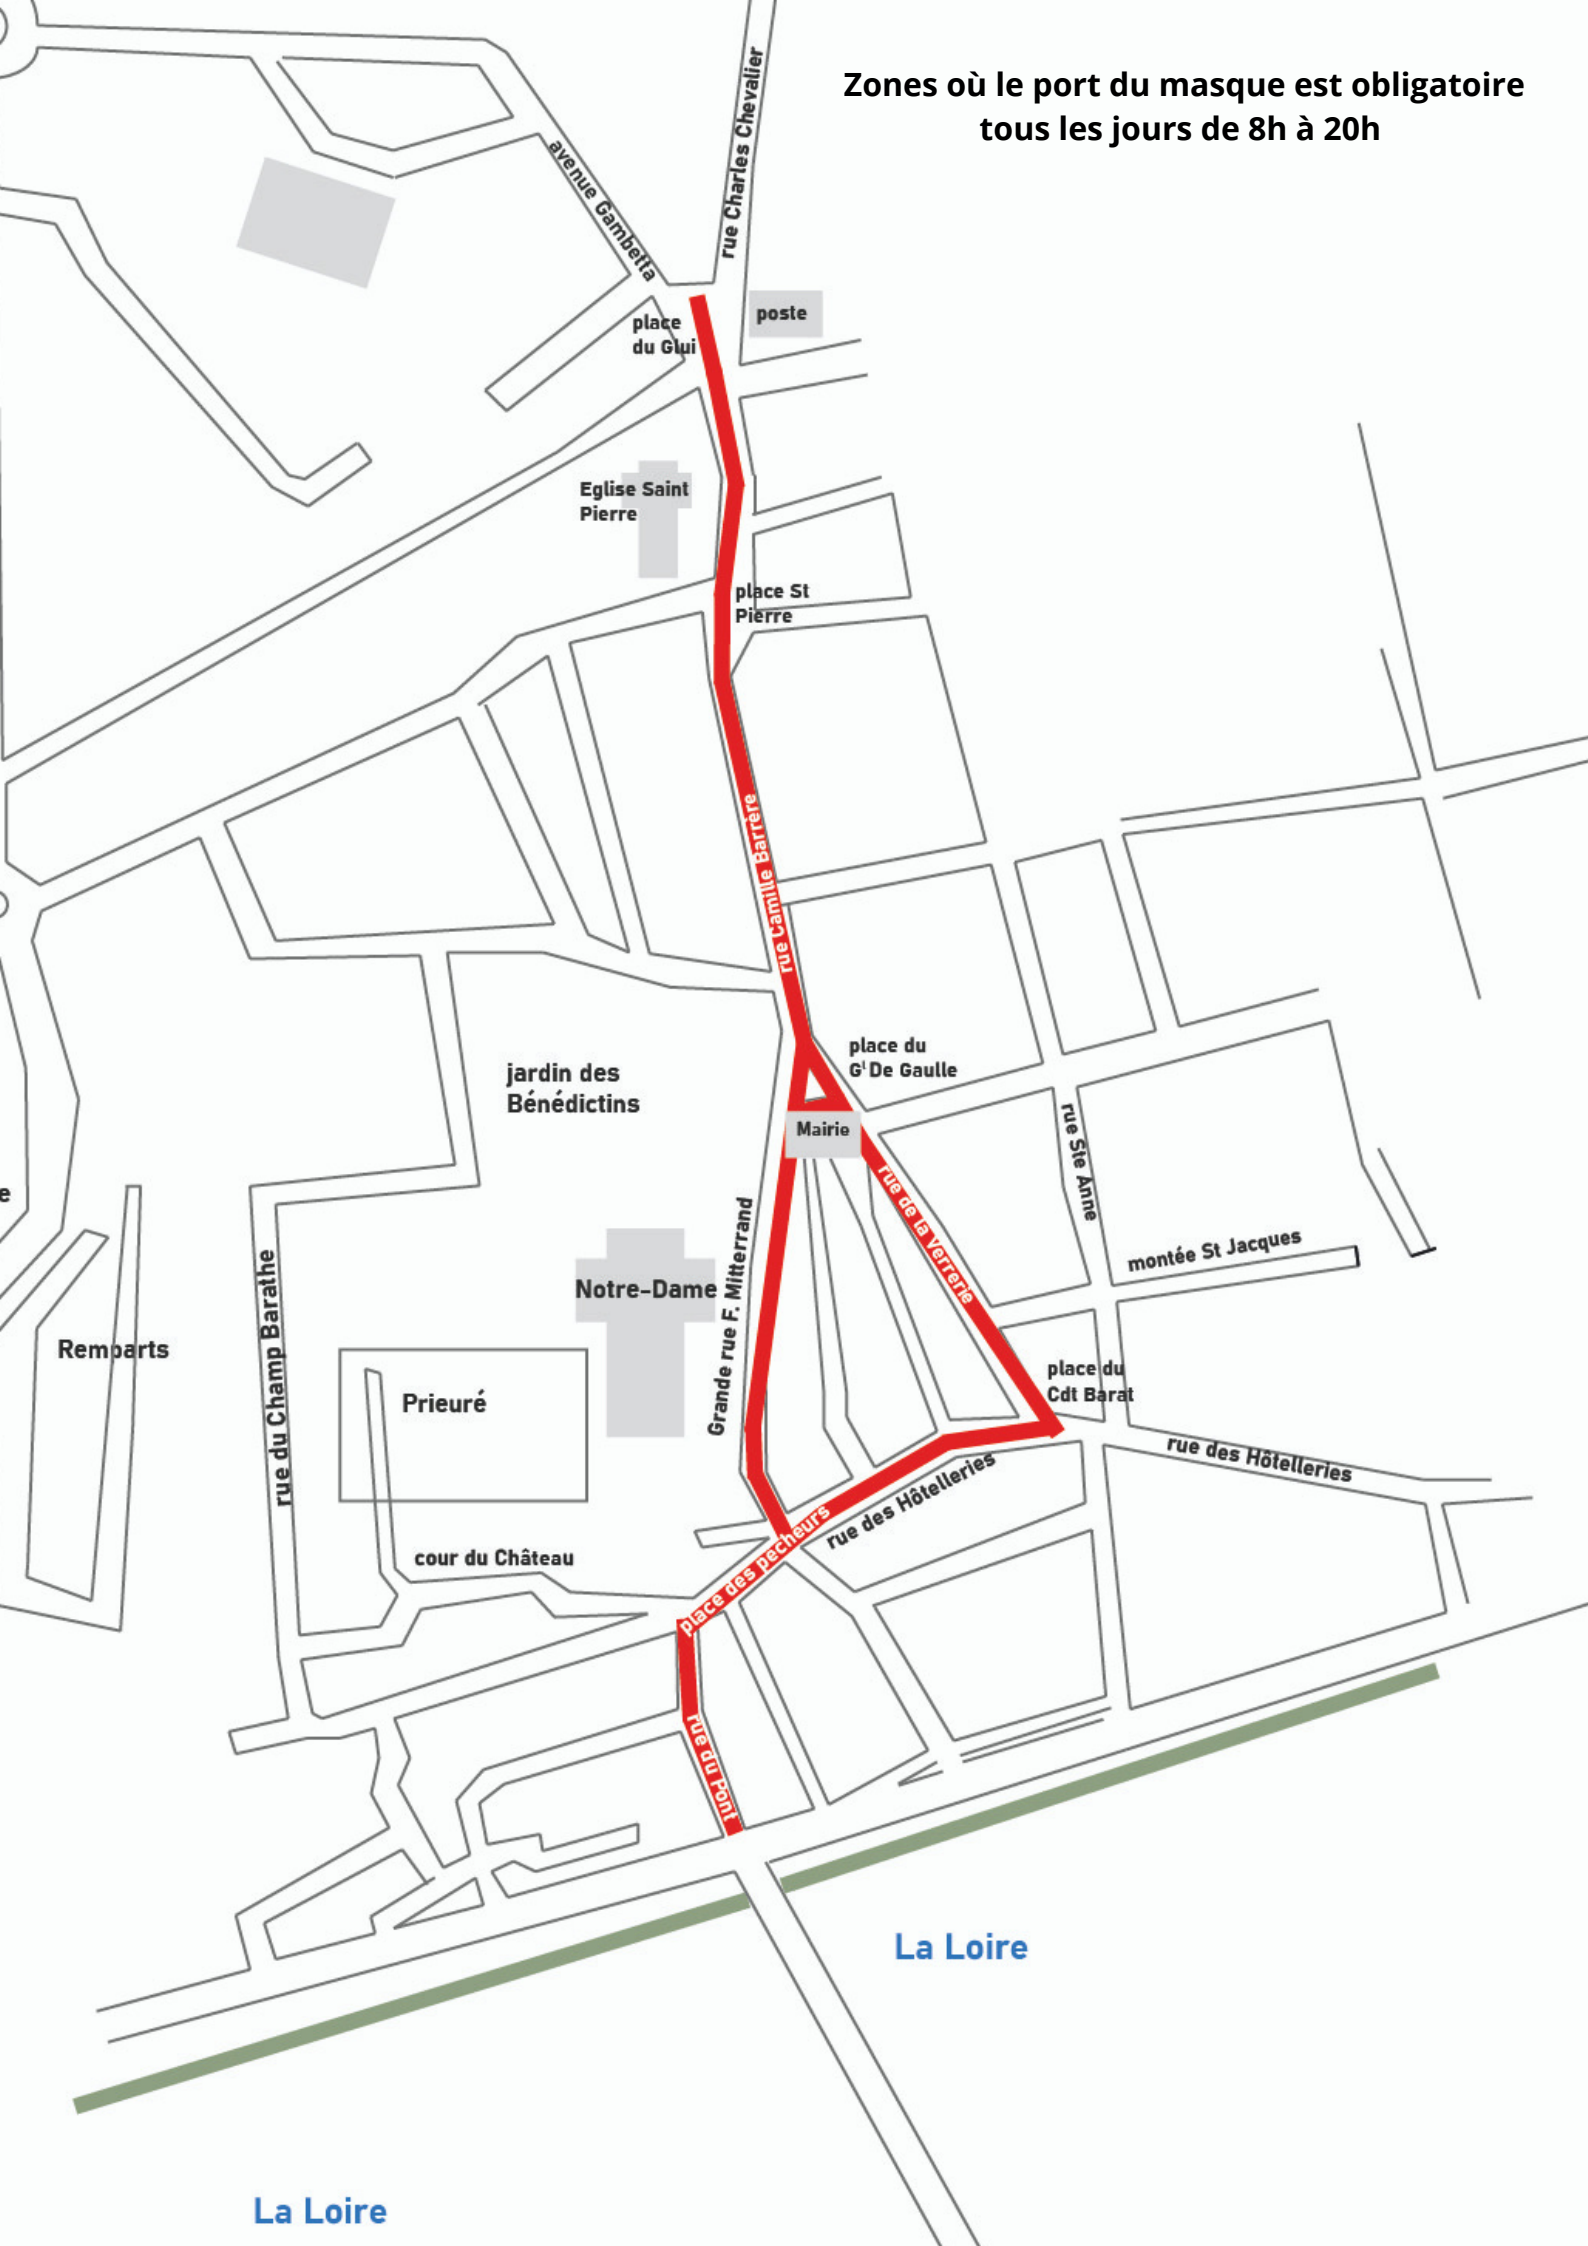 Zones où le port du masque est obligatoire
tous les jours de 8h à 20h
rue Charles Chevalier
avenue Gambetta
place
du Glui
poste
Eglise Saint
Pierre
place St
Pierre
rue Camille Barrère
place du
Gˡ De Gaulle
jardin des
Bénédictins
Mairie
rue Ste Anne
e
rue de la Verrerie
Grande rue F. Mitterrand
montée St Jacques
Notre-Dame
rue du Champ Barathe
Remparts
Prieuré
place du
Cdt Barat
rue des Hôtelleries
rue des Hôtelleries
place des pecheurs
cour du Château
rue du Pont
La Loire
La Loire